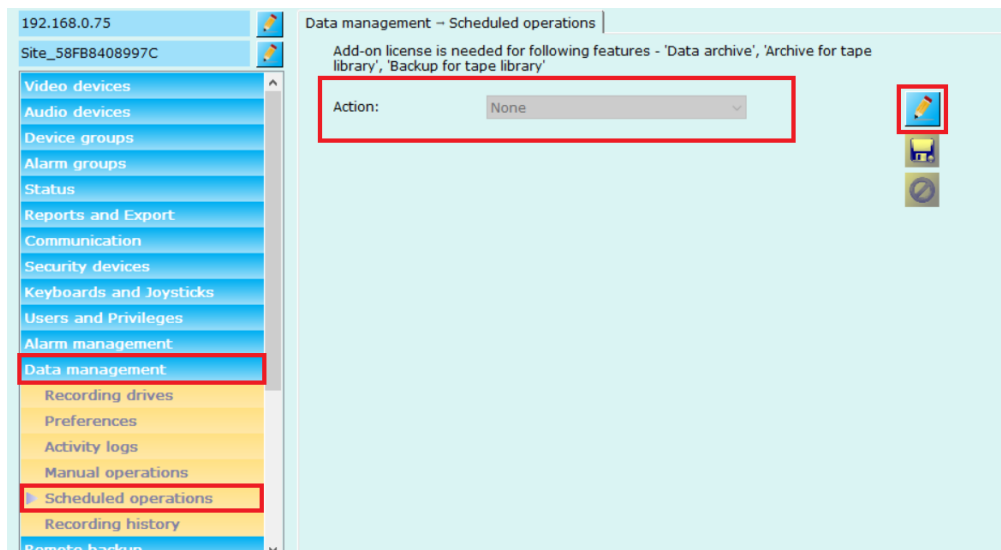 192.168.0.75
Site_58FB8408997C
Video devices
Audio devices
Device groups
Alarm groups
Status
Reports and Export
Communication
Security devices
Keyboards and Joysticks
Users and Privileges
Alarm management
Data management
Recording drives
Preferences
Activity logs
Manual operations
Scheduled operations
Recording history
Remote backup
Data management → Scheduled operations
Add-on license is needed for following features - 'Data archive', 'Archive for tape
library', 'Backup for tape library'
Action:
None